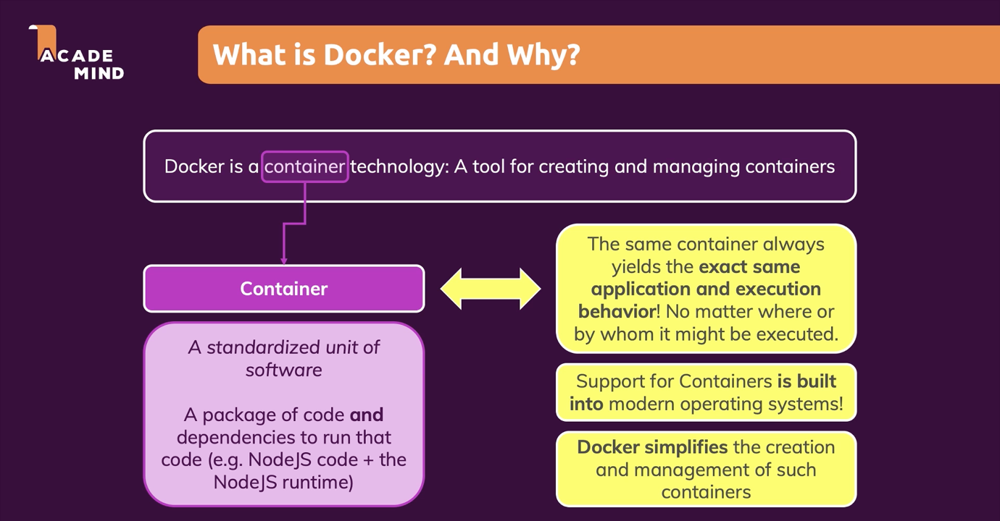 ACADE
MIND
What is Docker? And Why?
Docker is a container technology: A tool for creating and managing containers
Container
A standardized unit of
software
A package of code and
dependencies to run that
code (e.g. NodeJS code + the
NodeJS runtime)
The same container always
yields the exact same
application and execution
behavior! No matter where or
by whom it might be executed.
Support for Containers is built
into modern operating systems!
Docker simplifies the creation
and management of such
containers